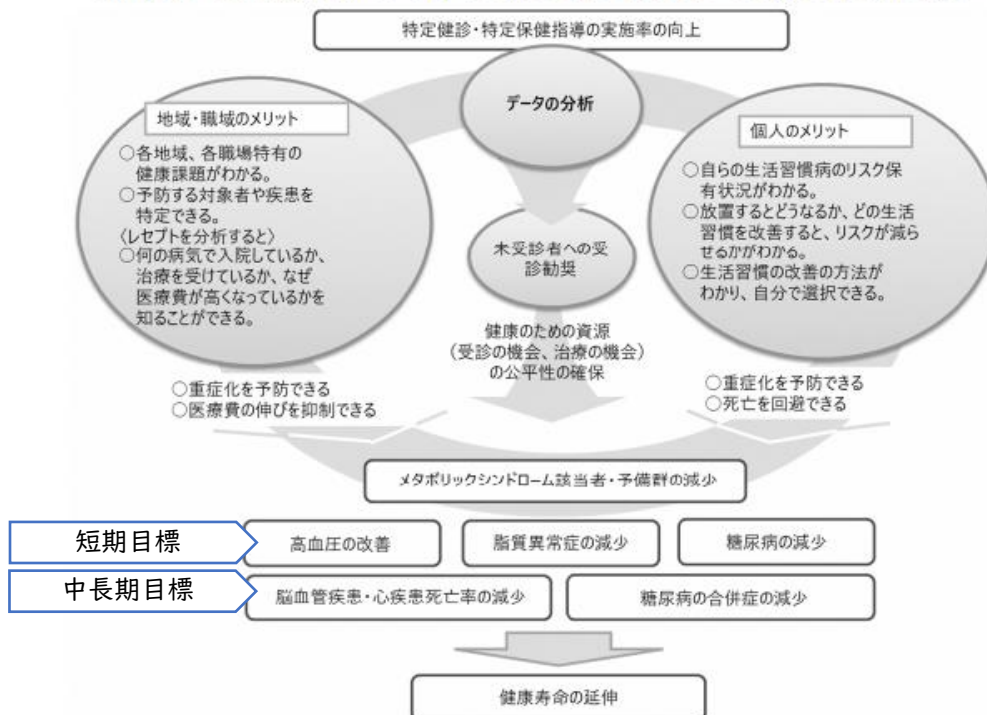 特定健診・特定保健指導の実施率の向上
データの分析
地域・職域のメリット
○各地域、各職場特有の
健康課題がわかる。
○予防する対象者や疾患を
特定できる。
〈レセプトを分析すると〉
○何の病気で入院しているか、
治療を受けているか、なぜ
医療費が高くなっているかを
知ることができる。
○重症化を予防できる
○医療費の伸びを抑制できる
未受診者への受
診勧奨
健康のための資源
(受診の機会、治療の機会)
の公平性の確保
個人のメリット
○自らの生活習慣病のリスク保
有状況がわかる。
○放置するとどうなるか、どの生活
習慣を改善すると、リスクが減ら
せるかがわかる。
○生活習慣の改善の方法が
わかり、自分で選択できる。
○重症化を予防できる
○死亡を回避できる
メタボリックシンドローム該当者・予備群の減少
短期目標
高血圧の改善
脂質異常症の減少
糖尿病の減少
中長期目標
脳血管疾患・心疾患死亡率の減少
糖尿病の合併症の減少
健康寿命の延伸